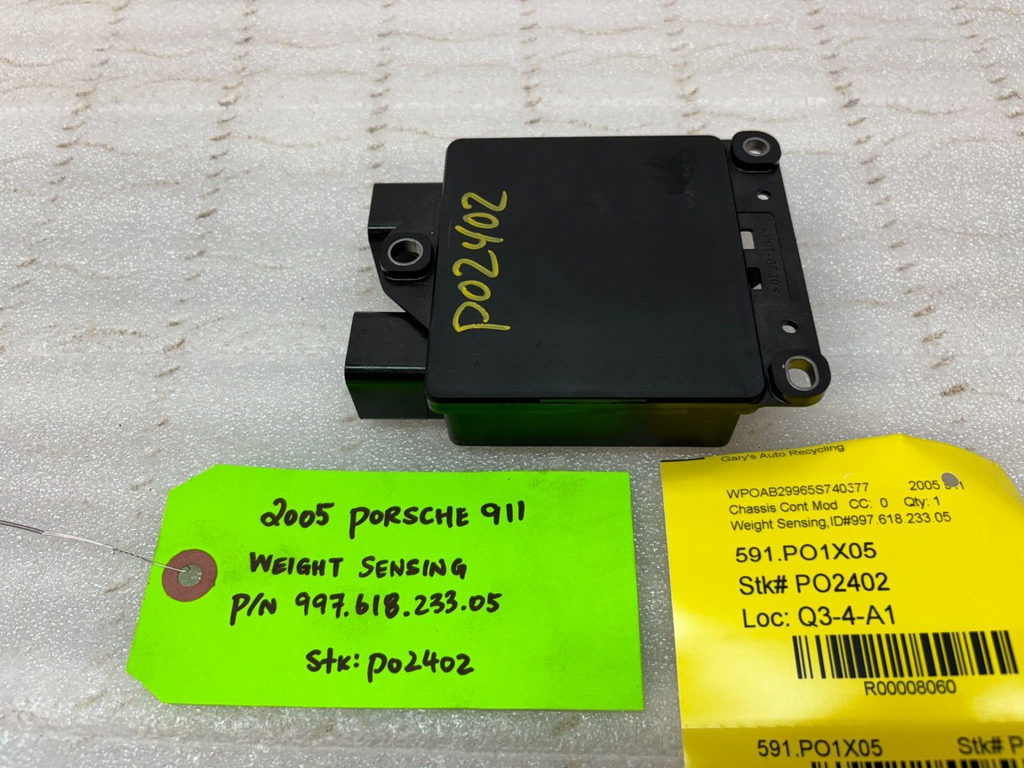 PO2402
2005 PORSCHE 911
WEIGHT SENSING
P/N 997.618.233.05
Stk: PO2402
Gary's Auto Recycling
WPOAB29965S740377 2005
Chassis Cont Mod CC: 0 Qty: 1
Weight Sensing,ID#997.618.233.05
591.PO1X05
Stk# PO2402
Loc: Q3-4-A1
R00008060
591.PO1X05 Stk# P